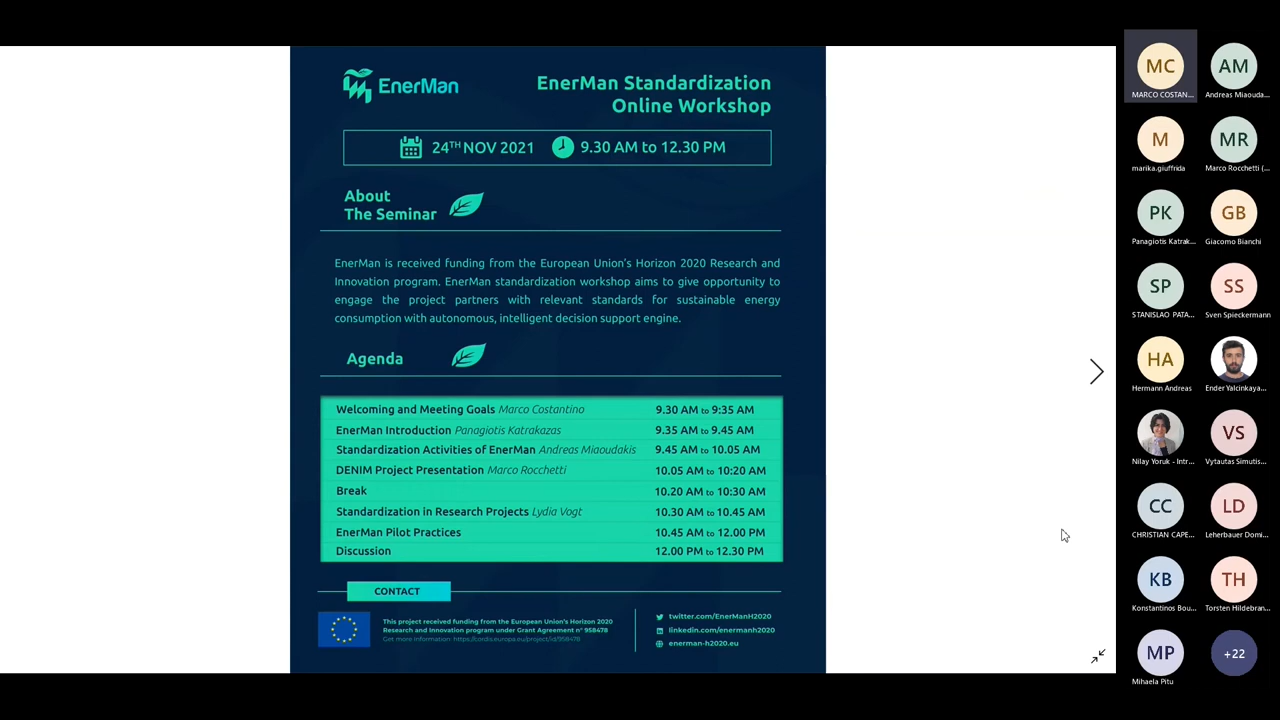 EnerMan
EnerMan Standardization
Online Workshop
24TH NOV 2021
9.30 AM to 12.30 PM
About
The Seminar
EnerMan is received funding from the European Union's Horizon 2020 Research and
Innovation program. EnerMan standardization workshop aims to give opportunity to
engage the project partners with relevant standards for sustainable energy
consumption with autonomous, intelligent decision support engine.
Agenda
Welcoming and Meeting Goals Marco Costantino 9.30 AM to 9:35 AM
EnerMan Introduction Panagiotis Katrakazas 9.35 AM to 9.45 AM
Standardization Activities of EnerMan Andreas Miaoudakis 9.45 AM to 10.05 AM
DENIM Project Presentation Marco Rocchetti 10.05 AM to 10:20 AM
Break 10.20 AM to 10:30 AM
Standardization in Research Projects Lydia Vogt 10.30 AM to 10.45 AM
EnerMan Pilot Practices 10.45 AM to 12.00 PM
Discussion 12.00 PM to 12.30 PM
CONTACT
This project received funding from the European Union's Horizon 2020
Research and Innovation program under Grant Agreement n° 958478
Get more information: https://cordis.europa.eu/project/id/958478
twitter.com/EnerManH2020
linkedin.com/enermanh2020
enerman-h2020.eu
MC
MARCO COSTAN...
AM
Andreas Miaouda...
M
marika.giuffrida
MR
Marco Rocchetti (...
PK
Panagiotis Katrak...
GB
Giacomo Bianchi
SP
STANISLAO PATA...
SS
Sven Spieckermann
HA
Hermann Andreas
Ender Yalcinkaya...
Nilay Yoruk - Intr...
VS
Vytautas Simutis...
CC
CHRISTIAN CAPE...
LD
Leherbauer Domi...
KB
Konstantinos Bou...
TH
Torsten Hildebran...
MP
Mihaela Pitu
+22